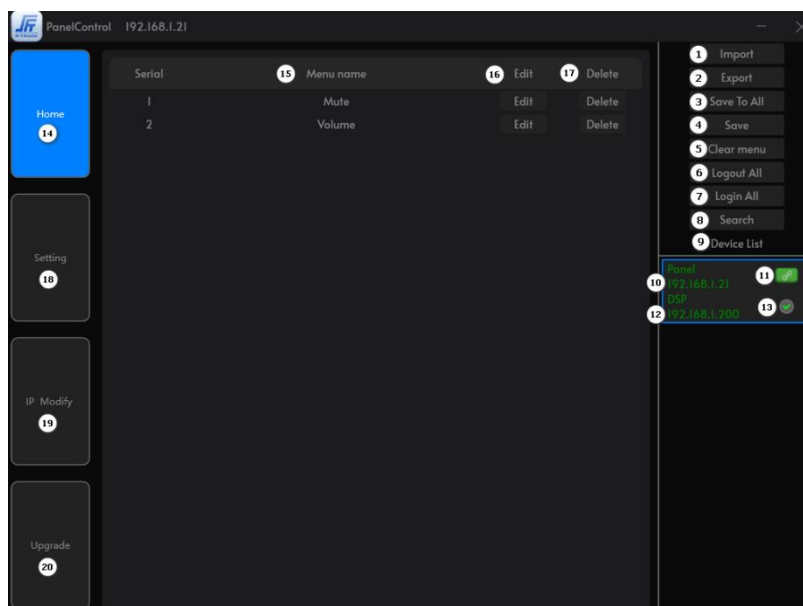 PanelControl 192.168.1.21
Home
14
Setting
18
IP Modify
19
Upgrade
20
Serial 15 Menu name 16 Edit 17 Delete
1 Mute Edit Delete
2 Volume Edit Delete
1 Import
2 Export
3 Save To All
4 Save
5 Clear menu
6 Logout All
7 Login All
8 Search
9 Device List
Panel 11
10 192.168.1.21
DSP 13
12 192.168.1.200